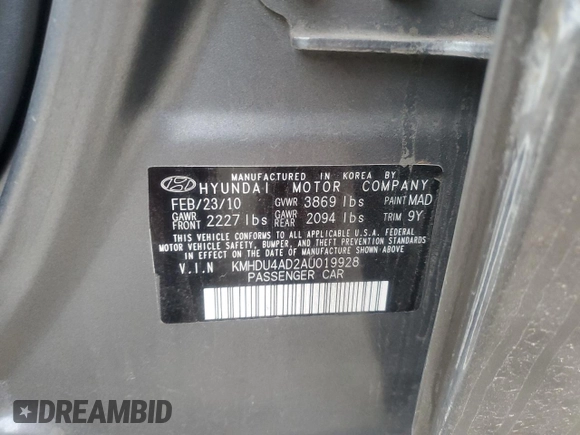 MANUFACTURED IN KOREA BY
HYUNDAI MOTOR COMPANY
FEB/23/10 GVWR 3869 lbs PAINT MAD
GAWR FRONT 2227 lbs GAWR REAR 2094 lbs TRIM 9Y
THIS VEHICLE CONFORMS TO ALL APPLICABLE U.S.A. FEDERAL
MOTOR VEHICLE SAFETY, BUMPER, AND THEFT PREVENTION STANDARDS
IN EFFECT ON THE DATE OF MANUFACTURE SHOWN ABOVE
V.I.N KMHDU4AD2AU019928
PASSENGER CAR
DREAMBID